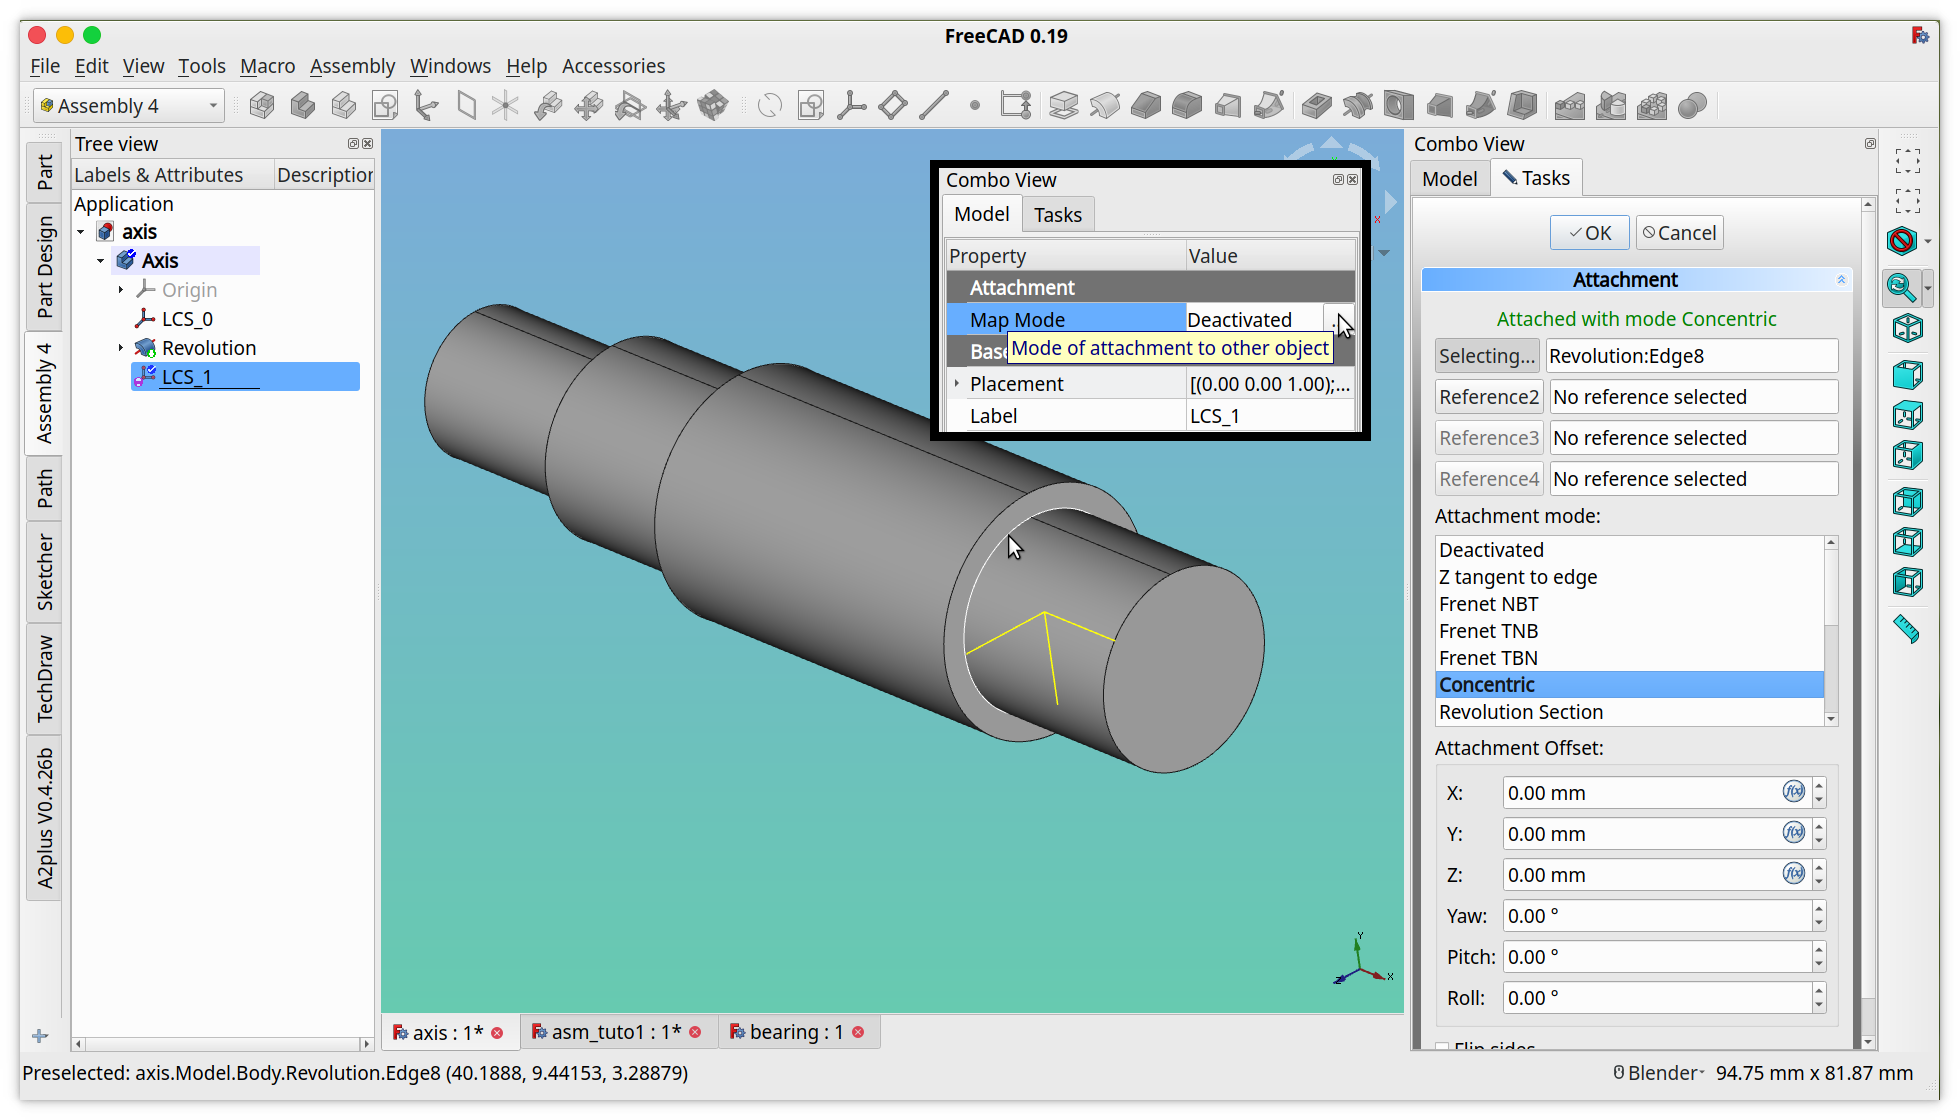 FreeCAD 0.19
File Edit View Tools Macro Assembly Windows Help Accessories
Assembly 4
Part
Part Design
Assembly 4
Path
Sketcher
TechDraw
A2plus V0.4.26b
Tree view
Labels & Attributes Description
Application
axis
Axis
Origin
LCS_0
Revolution
LCS_1
Combo View
Model Tasks
Property Value
Attachment
Map Mode Deactivated
Base
Mode of attachment to other object
Placement [(0.00 0.00 1.00);...
Label LCS_1
Y
X
Z
axis : 1*
asm_tuto1 : 1*
bearing : 1
Combo View
Model Tasks
OK Cancel
Attachment
Attached with mode Concentric
Selecting... Revolution:Edge8
Reference2 No reference selected
Reference3 No reference selected
Reference4 No reference selected
Attachment mode:
Deactivated
Z tangent to edge
Frenet NBT
Frenet TNB
Frenet TBN
Concentric
Revolution Section
Attachment Offset:
X: 0.00 mm f(x)
Y: 0.00 mm f(x)
Z: 0.00 mm f(x)
Yaw: 0.00 °
Pitch: 0.00 °
Roll: 0.00 °
Flip sides
Preselected: axis.Model.Body.Revolution.Edge8 (40.1888, 9.44153, 3.28879)
Blender 94.75 mm x 81.87 mm